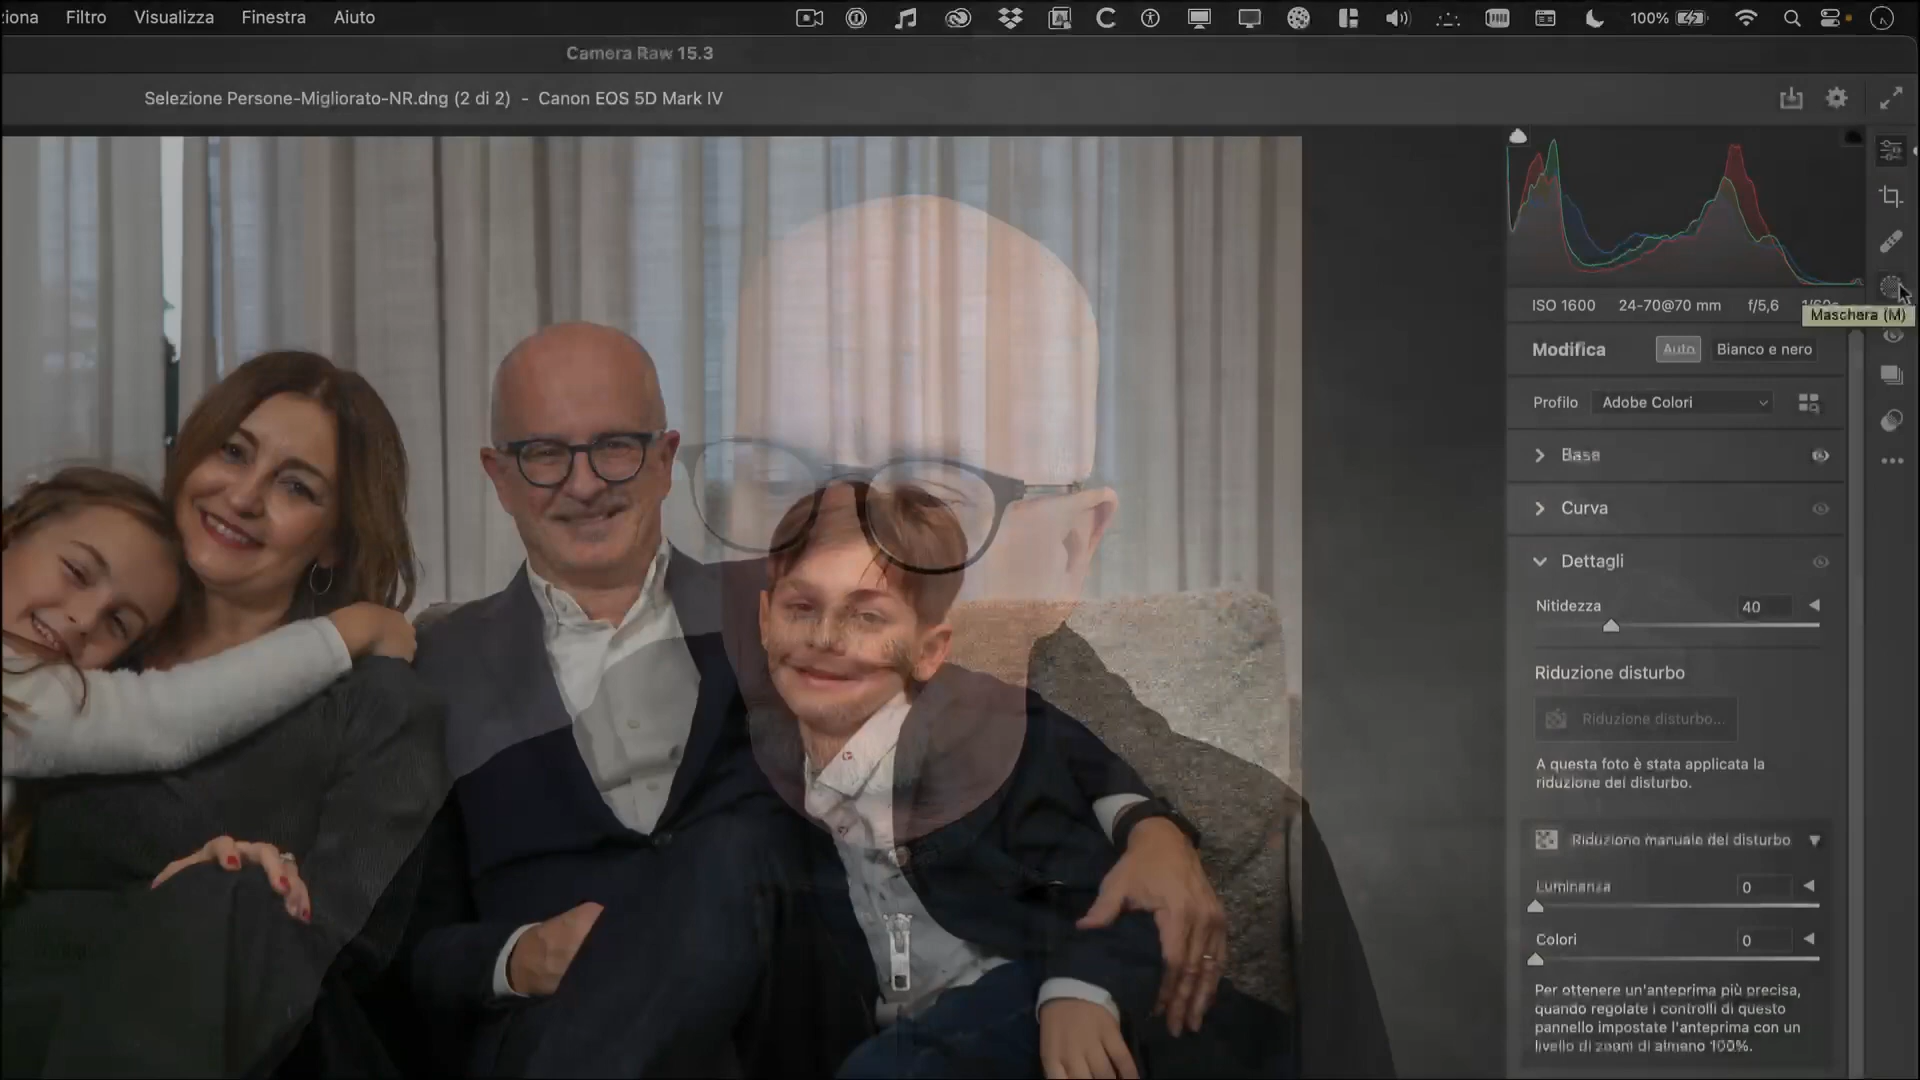 Filtro Visualizza Finestra Aiuto 100%
Camera Raw 15.3
Selezione Persone-Migliorato-NR.dng (2 di 2) - Canon EOS 5D Mark IV
ISO 1600 24-70@70 mm f/5,6
Maschera (M)
Modifica Auto Bianco e nero
Profilo Adobe Colori
Base
Curva
Dettagli
Nitidezza 40
Riduzione disturbo
Riduzione disturbo...
A questa foto è stata applicata la
riduzione del disturbo.
Riduzione manuale del disturbo
Luminanza 0
Colori 0
Per ottenere un'anteprima più precisa,
quando regolate i controlli di questo
pannello impostate l'anteprima con un
livello di zoom di almeno 100%.